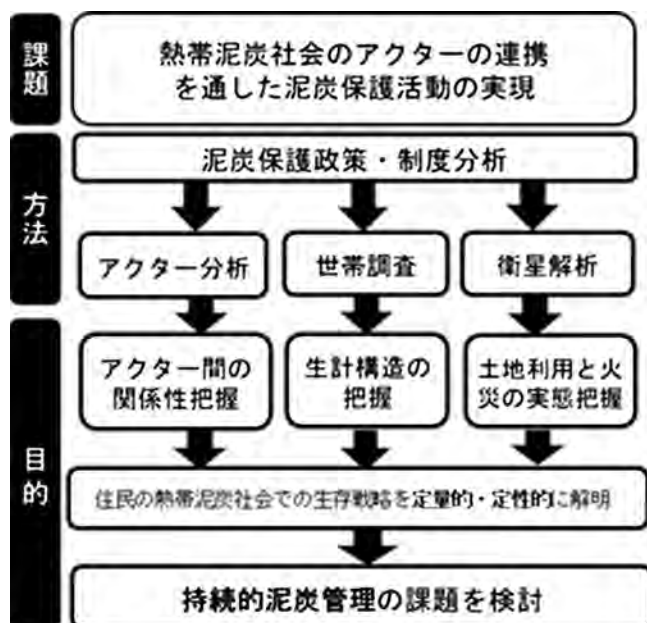 課題
熱帯泥炭社会のアクターの連携
を通した泥炭保護活動の実現
方法
泥炭保護政策・制度分析
アクター分析
世帯調査
衛星解析
目的
アクター間の
関係性把握
生計構造の
把握
土地利用と火
災の実態把握
住民の熱帯泥炭社会での生存戦略を定量的・定性的に解明
持続的泥炭管理の課題を検討